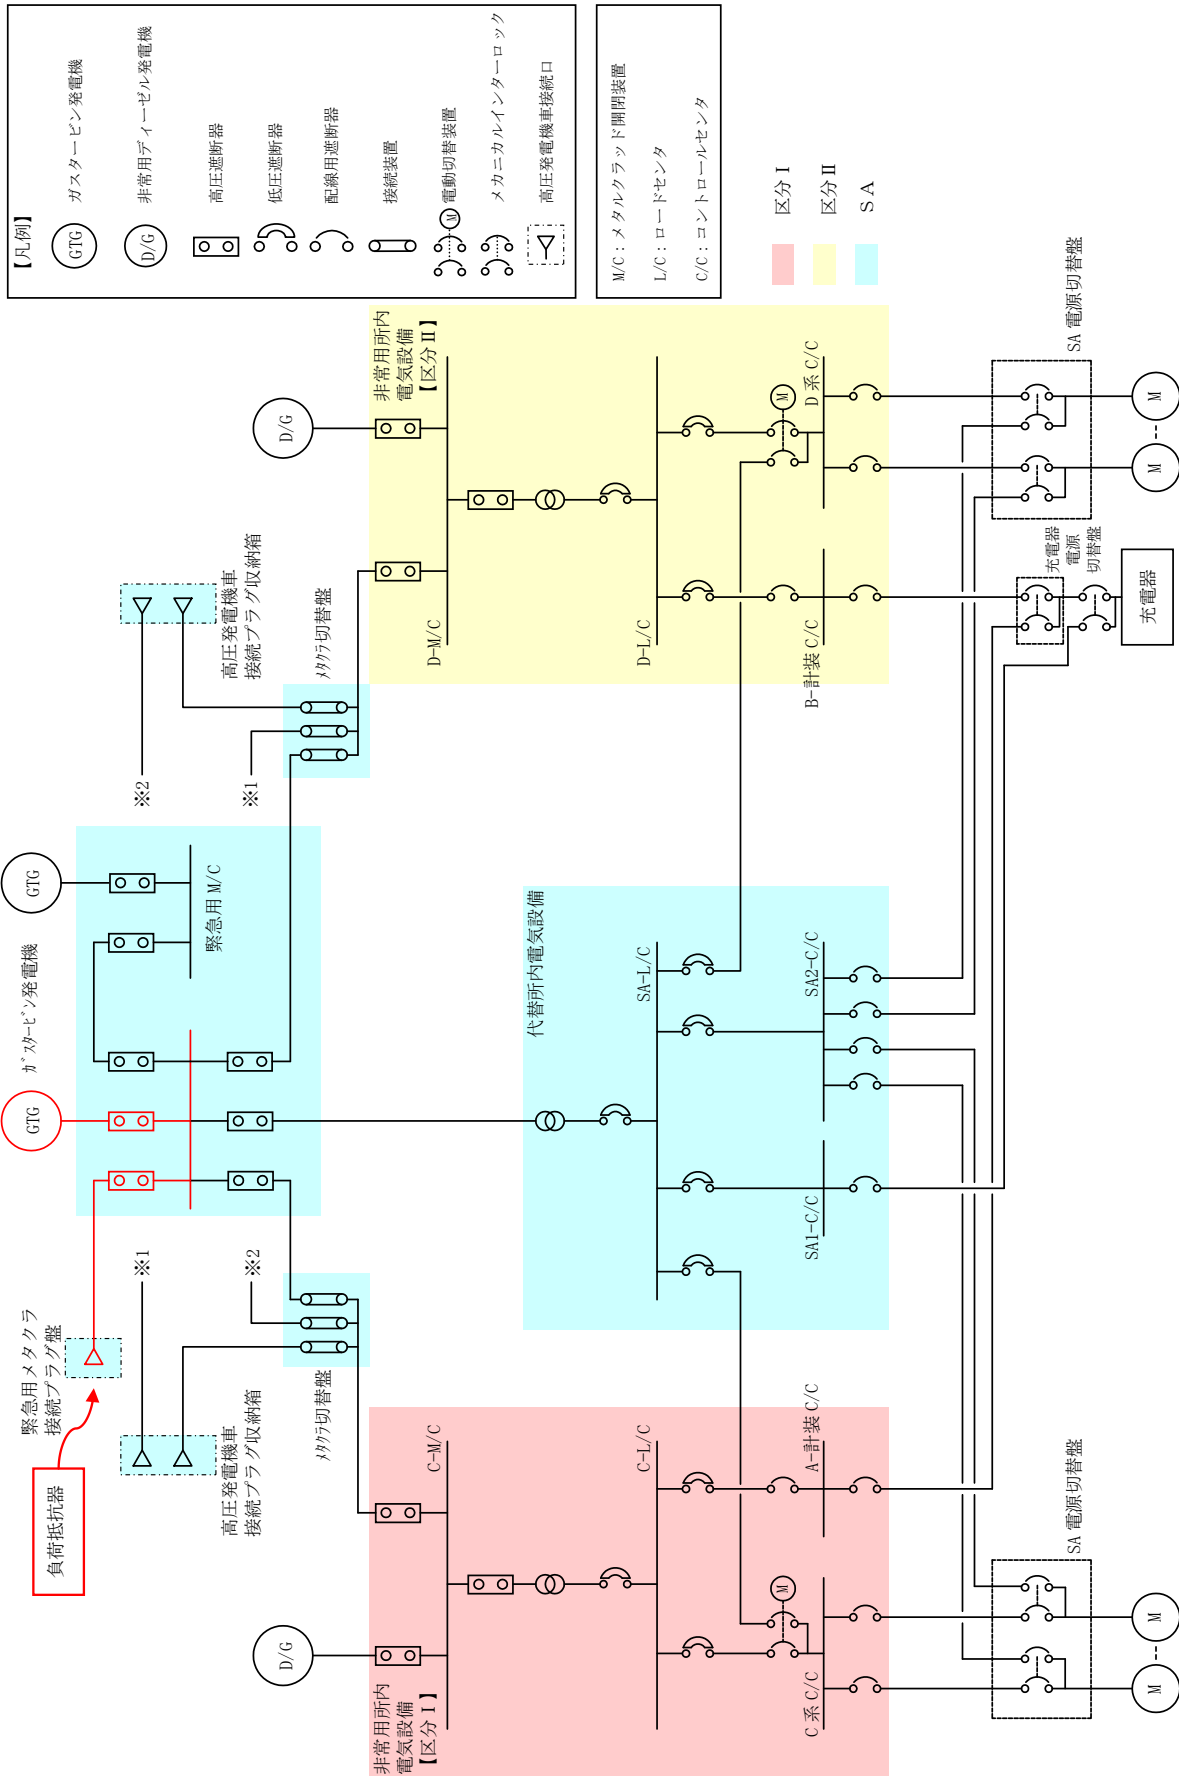 【凡例】
GTG
ガスタービン発電機
D/G
非常用ディーゼル発電機
高圧遮断器
低圧遮断器
配線用遮断器
接続装置
M
電動切替装置
メカニカルインターロック
高圧発電機車接続口
M/C：メタルクラッド開閉装置
L/C：ロードセンタ
C/C：コントロールセンタ
区分Ⅰ
区分Ⅱ
ＳＡ
緊急用メタクラ
接続プラグ盤
負荷抵抗器
GTG
ｶﾞｽﾀｰﾋﾞﾝ発電機
GTG
緊急用 M/C
※1
※2
高圧発電機車
接続プラグ収納箱
ﾒﾀｸﾗ切替盤
※2
※1
高圧発電機車
接続プラグ収納箱
ﾒﾀｸﾗ切替盤
D/G
非常用所内
電気設備
【区分Ⅰ】
C-M/C
C-L/C
M
C 系 C/C
A-計装 C/C
代替所内電気設備
SA-L/C
SA1-C/C
SA2-C/C
D/G
非常用所内
電気設備
【区分Ⅱ】
D-M/C
D-L/C
M
B-計装 C/C
D 系 C/C
SA 電源切替盤
M
M
充電器
電源
切替盤
充電器
SA 電源切替盤
M
M